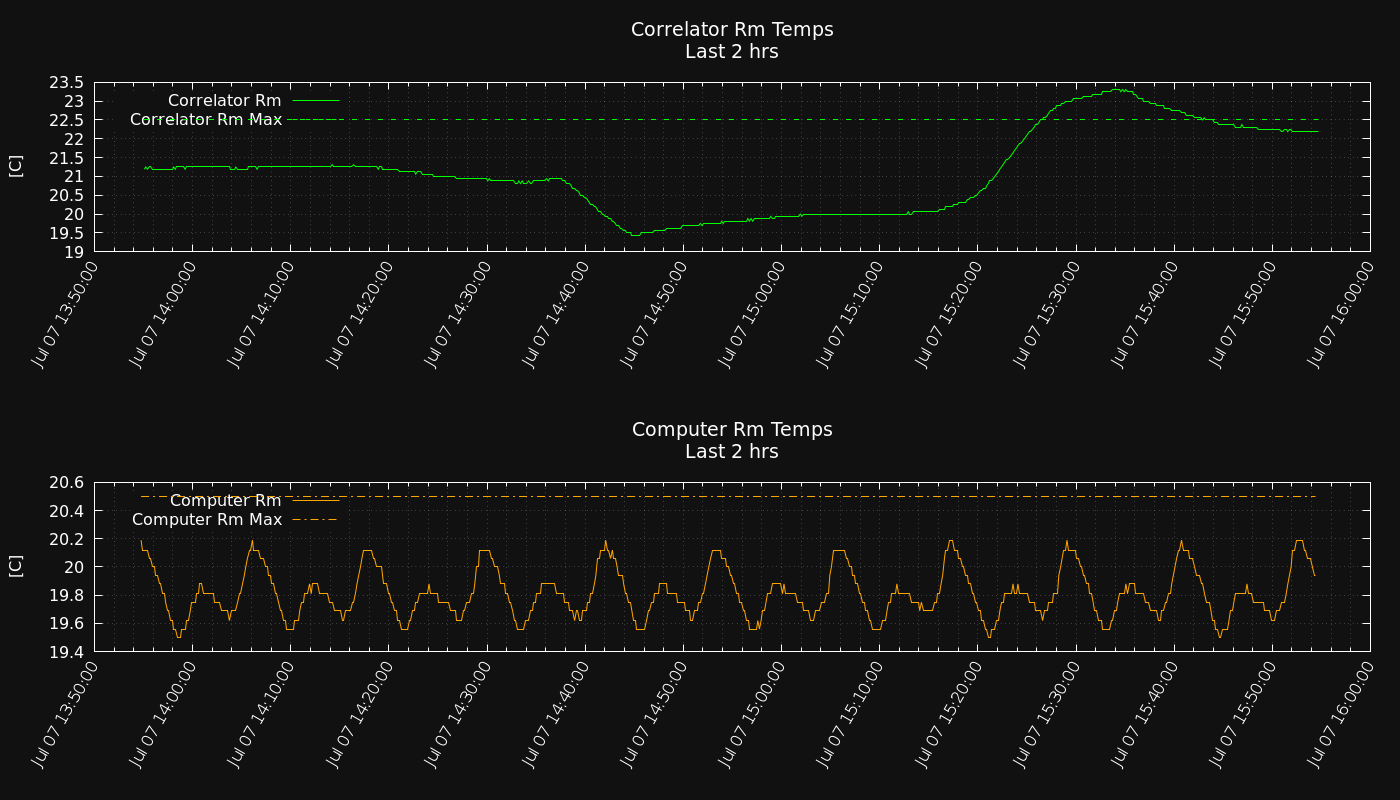 Correlator Rm Temps
Last 2 hrs
[C]
23.5
23
22.5
22
21.5
21
20.5
20
19.5
19
Correlator Rm
Correlator Rm Max
Jul 07 13:50:00
Jul 07 14:00:00
Jul 07 14:10:00
Jul 07 14:20:00
Jul 07 14:30:00
Jul 07 14:40:00
Jul 07 14:50:00
Jul 07 15:00:00
Jul 07 15:10:00
Jul 07 15:20:00
Jul 07 15:30:00
Jul 07 15:40:00
Jul 07 15:50:00
Jul 07 16:00:00
Computer Rm Temps
Last 2 hrs
[C]
20.6
20.4
20.2
20
19.8
19.6
19.4
Computer Rm
Computer Rm Max
Jul 07 13:50:00
Jul 07 14:00:00
Jul 07 14:10:00
Jul 07 14:20:00
Jul 07 14:30:00
Jul 07 14:40:00
Jul 07 14:50:00
Jul 07 15:00:00
Jul 07 15:10:00
Jul 07 15:20:00
Jul 07 15:30:00
Jul 07 15:40:00
Jul 07 15:50:00
Jul 07 16:00:00